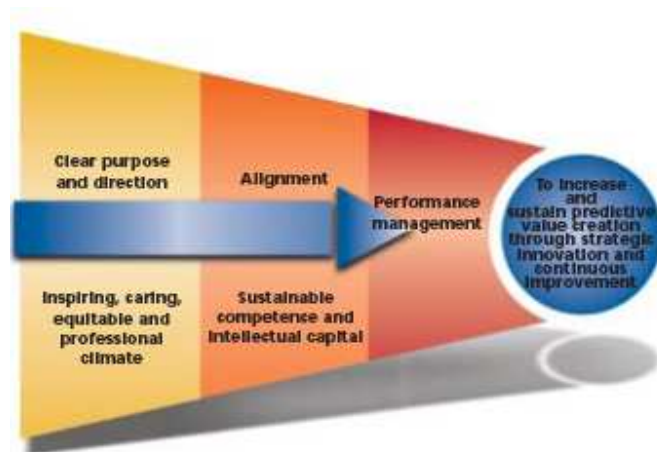 Clear purpose
and direction
Alignment
Performance
management
Inspiring, caring,
equitable and
professional
climate
Sustainable
competence and
intellectual capital
To increase
and
sustain predictive
value creation
through strategic
innovation and
continuous
improvement